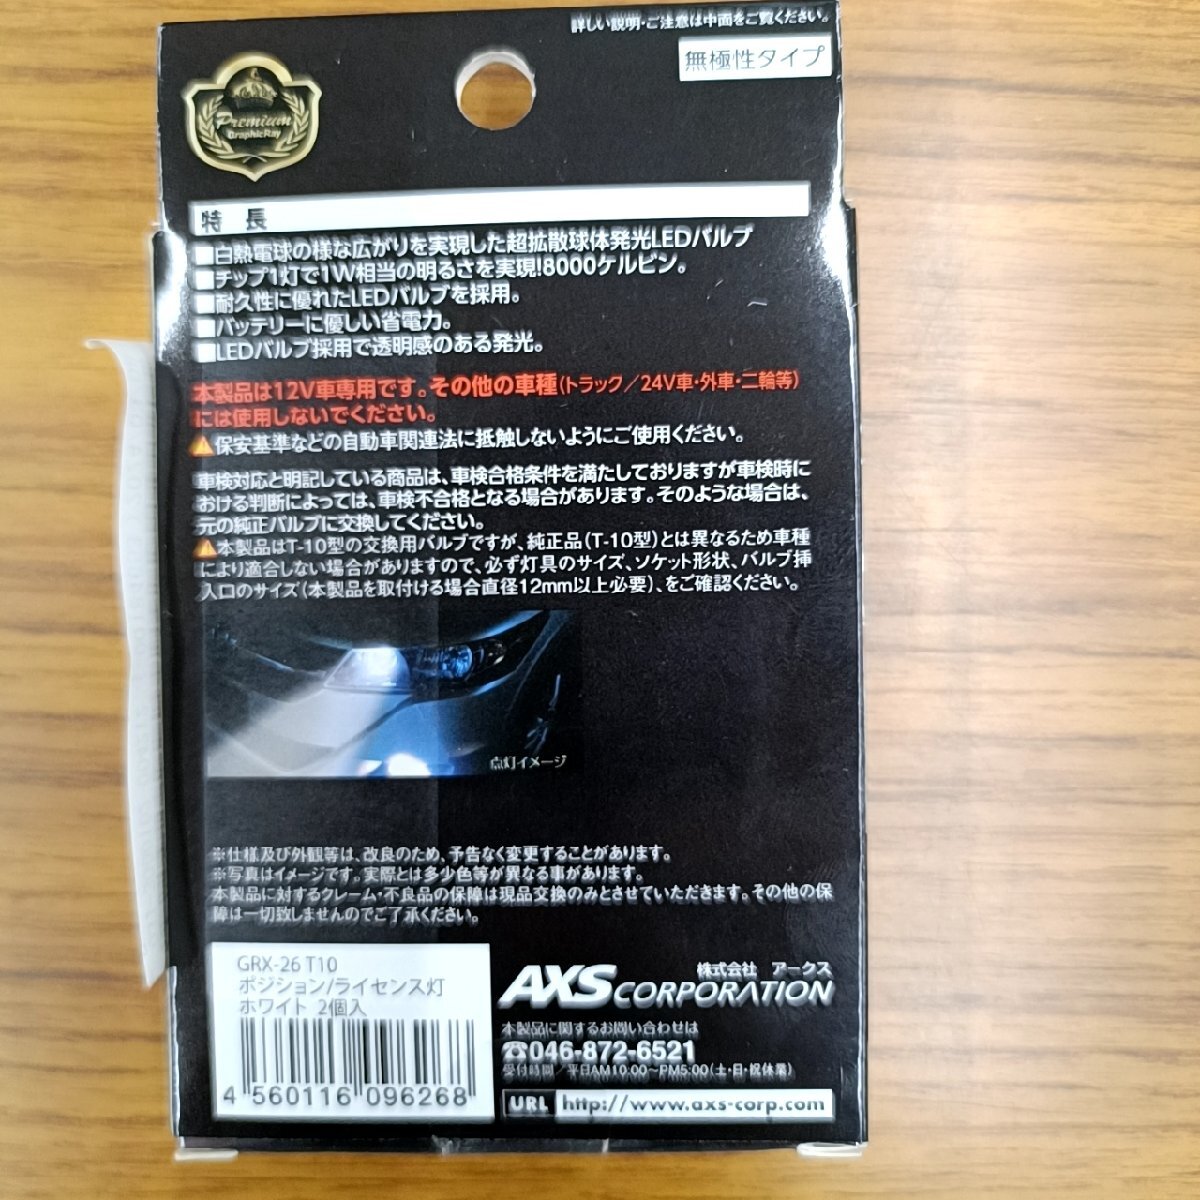 詳しい説明・ご注意は中面をご覧ください。
無極性タイプ
Premium
GraphicRay
特 長
■白熱電球の様な広がりを実現した超拡散球体発光LEDバルブ
■チップ1灯で1W相当の明るさを実現!8000ケルビン。
■耐久性に優れたLEDバルブを採用。
■バッテリーに優しい省電力。
■LEDバルブ採用で透明感のある発光。
本製品は12V車専用です。その他の車種(トラック/24V車・外車・二輪等)
には使用しないでください。
⚠保安基準などの自動車関連法に抵触しないようにご使用ください。
車検対応と明記している商品は、車検合格条件を満たしておりますが車検時に
おける判断によっては、車検不合格となる場合があります。そのような場合は、
元の純正バルブに交換してください。
⚠本製品はT-10型の交換用バルブですが、純正品(T-10型)とは異なるため車種
により適合しない場合がありますので、必ず灯具のサイズ、ソケット形状、バルブ挿
入口のサイズ(本製品を取付ける場合直径12mm以上必要)、をご確認ください。
点灯イメージ
※仕様及び外観等は、改良のため、予告なく変更することがあります。
※写真はイメージです。実際とは多少色等が異なる事があります。
本製品に対するクレーム・不良品の保障は現品交換のみとさせていただきます。その他の保
障は一切致しませんのでご了承ください。
GRX-26 T10
ポジション/ライセンス灯
ホワイト 2個入
4 560116 096268
株式会社 アークス
AXS CORPORATION
本製品に関するお問い合わせは
☎046-872-6521
受付時間/平日AM10:00〜PM5:00(土・日・祝休業)
URL http://www.axs-corp.com